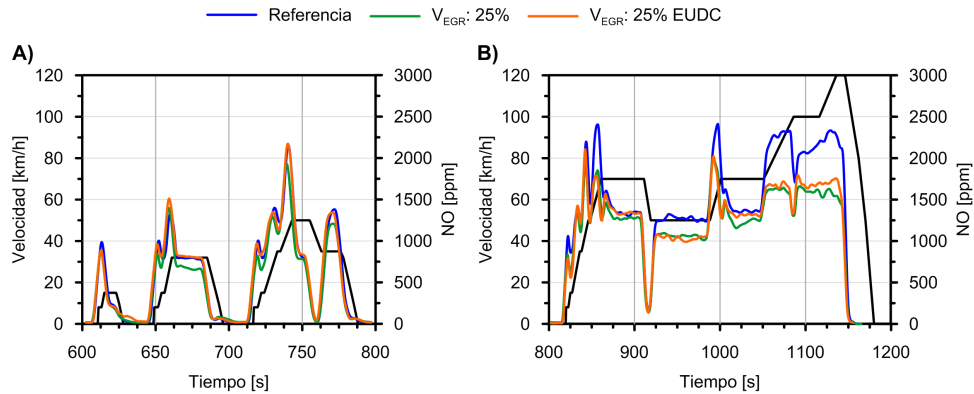 Referencia V_EGR: 25% V_EGR: 25% EUDC
A) B)
120 3000 120 3000
100 2500 100 2500
80 2000 80 2000
60 1500 60 1500
40 1000 40 1000
20 500 20 500
0 0 0 0
Velocidad [km/h] NO [ppm] Velocidad [km/h] NO [ppm]
600 650 700 750 800 800 900 1000 1100 1200
Tiempo [s] Tiempo [s]